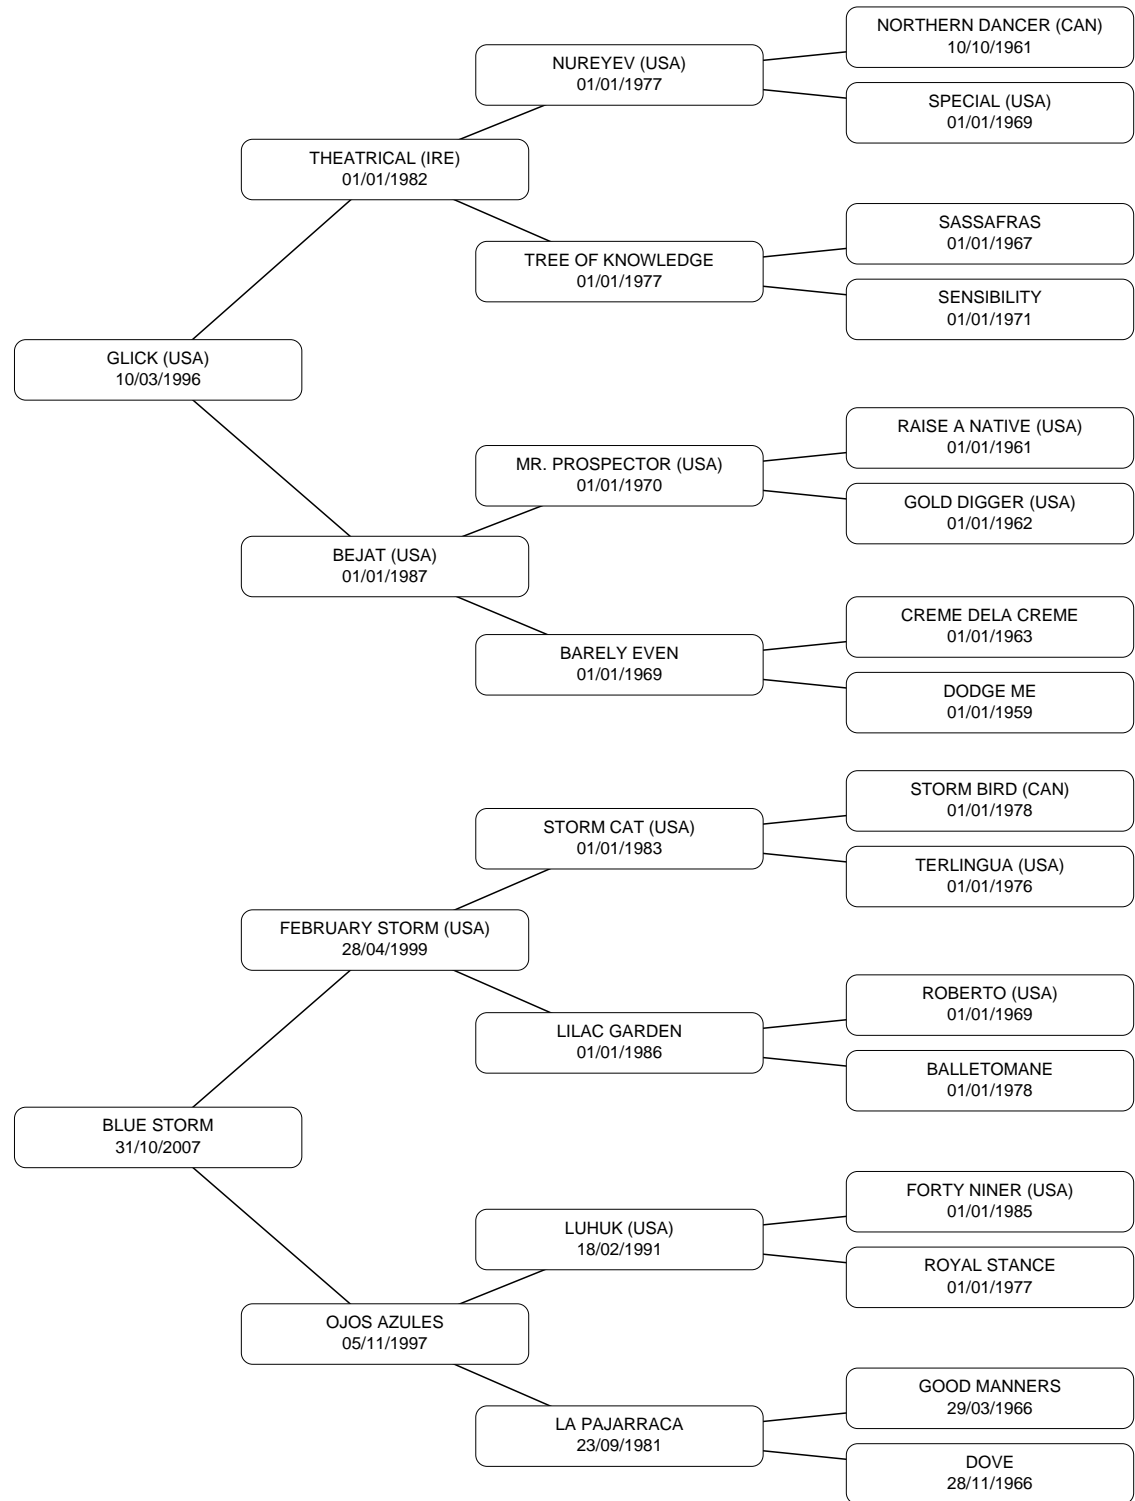 NORTHERN DANCER (CAN)
10/10/1961
NUREYEV (USA)
01/01/1977
SPECIAL (USA)
01/01/1969
THEATRICAL (IRE)
01/01/1982
SASSAFRAS
01/01/1967
TREE OF KNOWLEDGE
01/01/1977
SENSIBILITY
01/01/1971
GLICK (USA)
10/03/1996
RAISE A NATIVE (USA)
01/01/1961
MR. PROSPECTOR (USA)
01/01/1970
GOLD DIGGER (USA)
01/01/1962
BEJAT (USA)
01/01/1987
CREME DELA CREME
01/01/1963
BARELY EVEN
01/01/1969
DODGE ME
01/01/1959
STORM BIRD (CAN)
01/01/1978
STORM CAT (USA)
01/01/1983
TERLINGUA (USA)
01/01/1976
FEBRUARY STORM (USA)
28/04/1999
ROBERTO (USA)
01/01/1969
LILAC GARDEN
01/01/1986
BALLETOMANE
01/01/1978
BLUE STORM
31/10/2007
FORTY NINER (USA)
01/01/1985
LUHUK (USA)
18/02/1991
ROYAL STANCE
01/01/1977
OJOS AZULES
05/11/1997
GOOD MANNERS
29/03/1966
LA PAJARRACA
23/09/1981
DOVE
28/11/1966